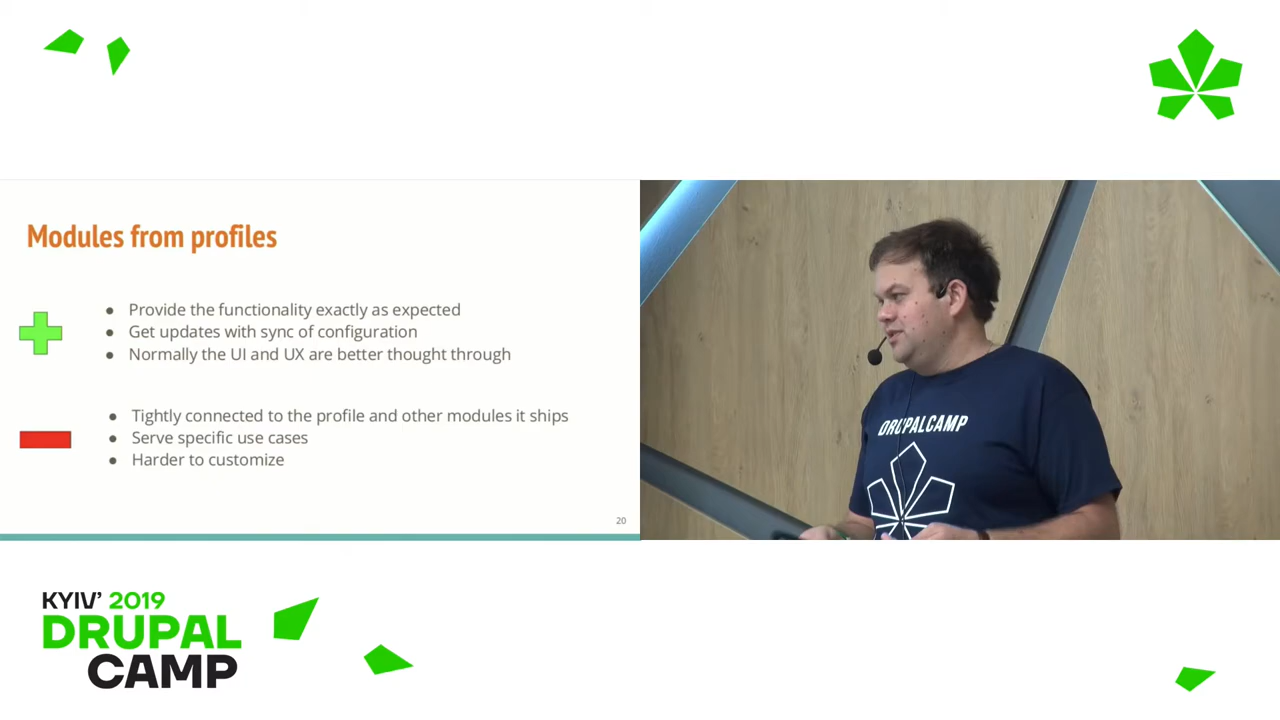 Modules from profiles
● Provide the functionality exactly as expected
● Get updates with sync of configuration
● Normally the UI and UX are better thought through
● Tightly connected to the profile and other modules it ships
● Serve specific use cases
● Harder to customize
20
DRUPALCAMP
KYIV’ 2019
DRUPAL
CAMP